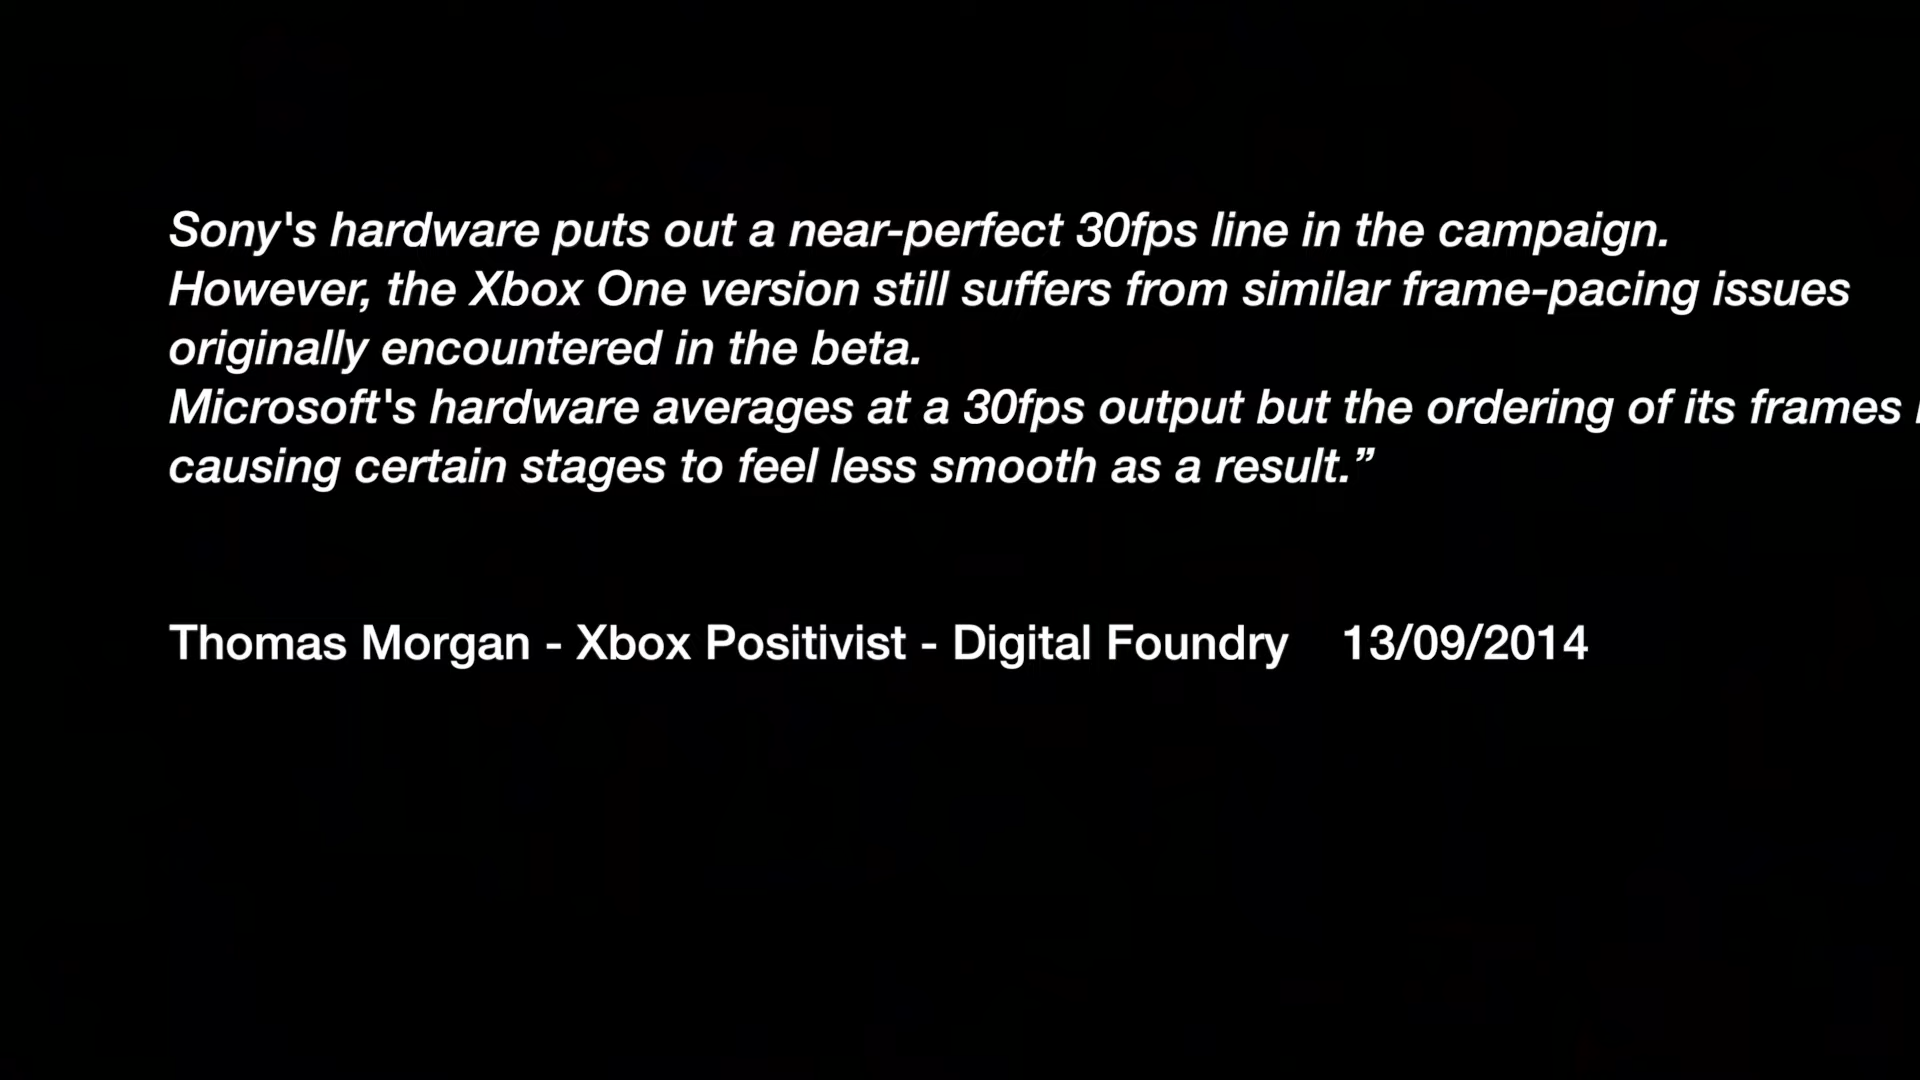 Sony's hardware puts out a near-perfect 30fps line in the campaign.
However, the Xbox One version still suffers from similar frame-pacing issues
originally encountered in the beta.
Microsoft's hardware averages at a 30fps output but the ordering of its frames
causing certain stages to feel less smooth as a result.”
Thomas Morgan - Xbox Positivist - Digital Foundry 13/09/2014